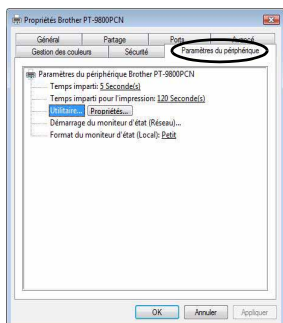 Propriétés Brother PT-9800PCN
Général Partage Ports Avancé
Gestion des couleurs Sécurité Paramètres du périphérique
Paramètres du périphérique Brother PT-9800PCN
Temps imparti: 5 Seconde(s)
Temps imparti pour l'impression: 120 Seconde(s)
Utilitaire... Propriétés...
Démarrage du moniteur d'état (Réseau)...
Format du moniteur d'état (Local): Petit
OK Annuler Appliquer